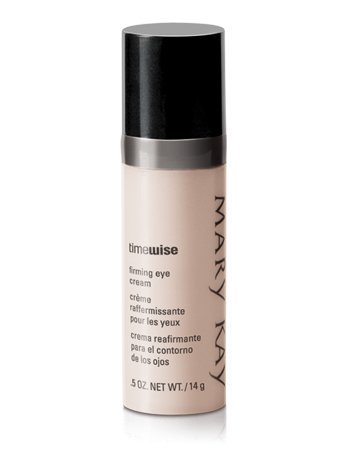 timewise
firming eye
cream
crème
raffermissante
pour les yeux
crema reafirmante
para el contorno
de los ojos
.5 OZ. NET WT. / 14 g
MARY KAY